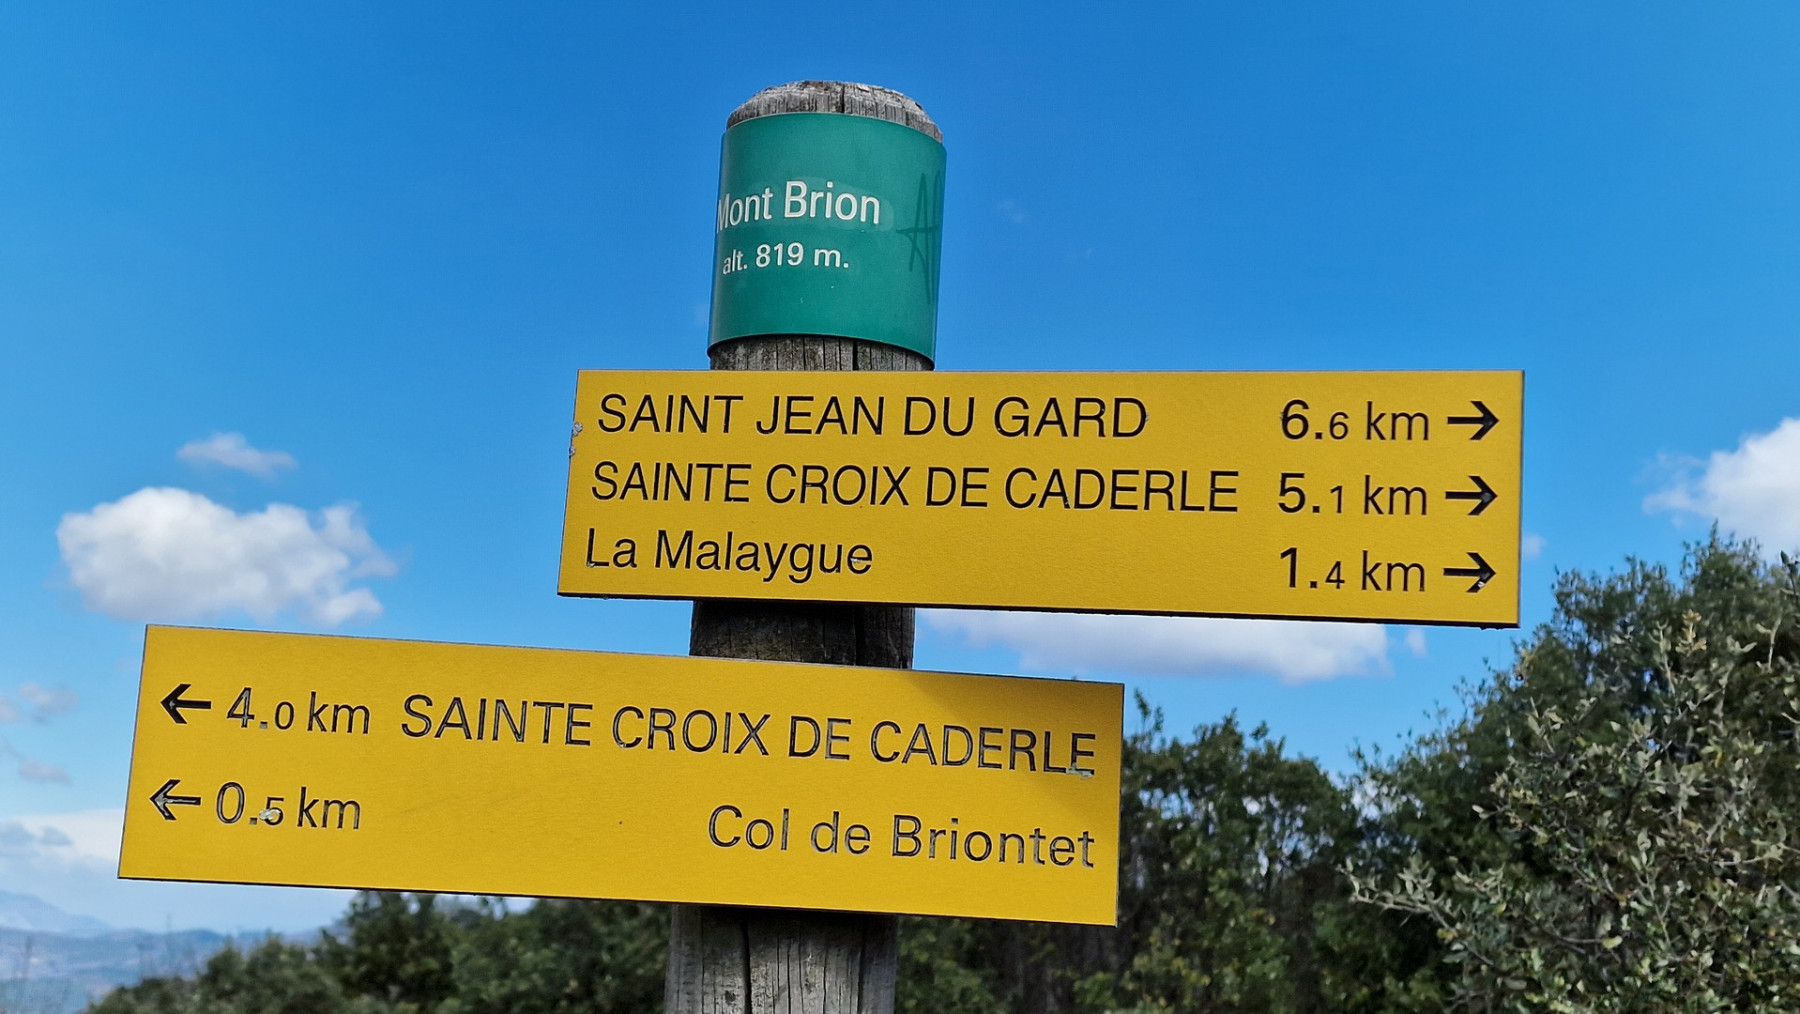 Mont Brion
alt. 819 m.
SAINT JEAN DU GARD 6.6 km →
SAINTE CROIX DE CADERLE 5.1 km →
La Malaygue 1.4 km →
← 4.0 km SAINTE CROIX DE CADERLE
← 0.5 km Col de Briontet